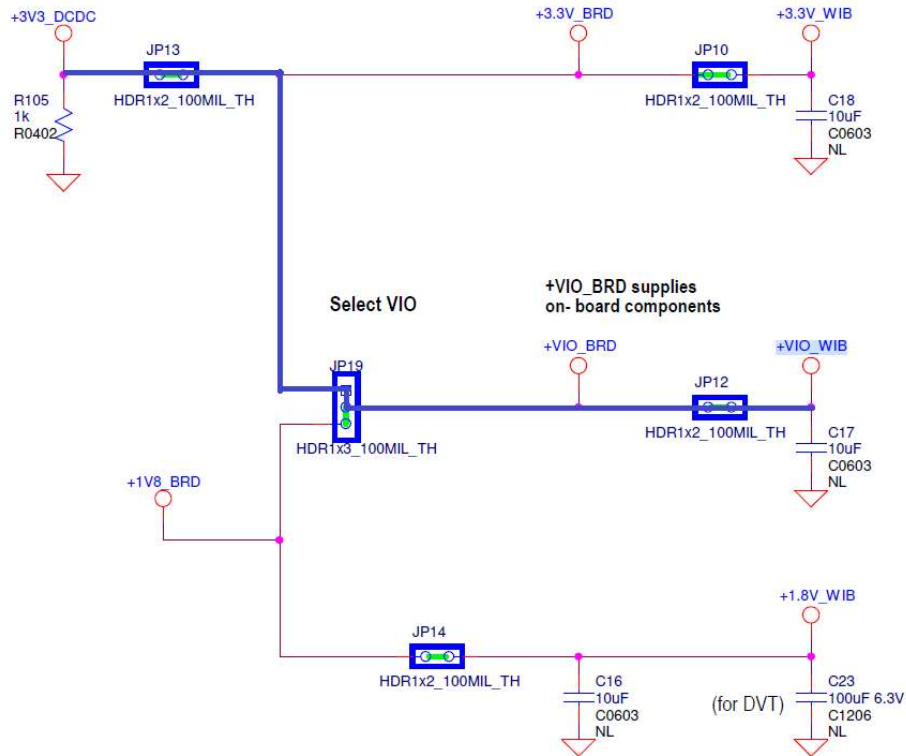 +3V3_DCDC
+3.3V_BRD
+3.3V_WIB
JP13
JP10
HDR1x2_100MIL_TH
HDR1x2_100MIL_TH
R105
1k
R0402
C18
10uF
C0603
NL
Select VIO
+VIO_BRD supplies
on- board components
+VIO_BRD
+VIO_WIB
JP19
JP12
HDR1x3_100MIL_TH
HDR1x2_100MIL_TH
C17
10uF
C0603
NL
+1V8_BRD
+1.8V_WIB
JP14
HDR1x2_100MIL_TH
C16
10uF
C0603
NL
(for DVT)
C23
100uF 6.3V
C1206
NL